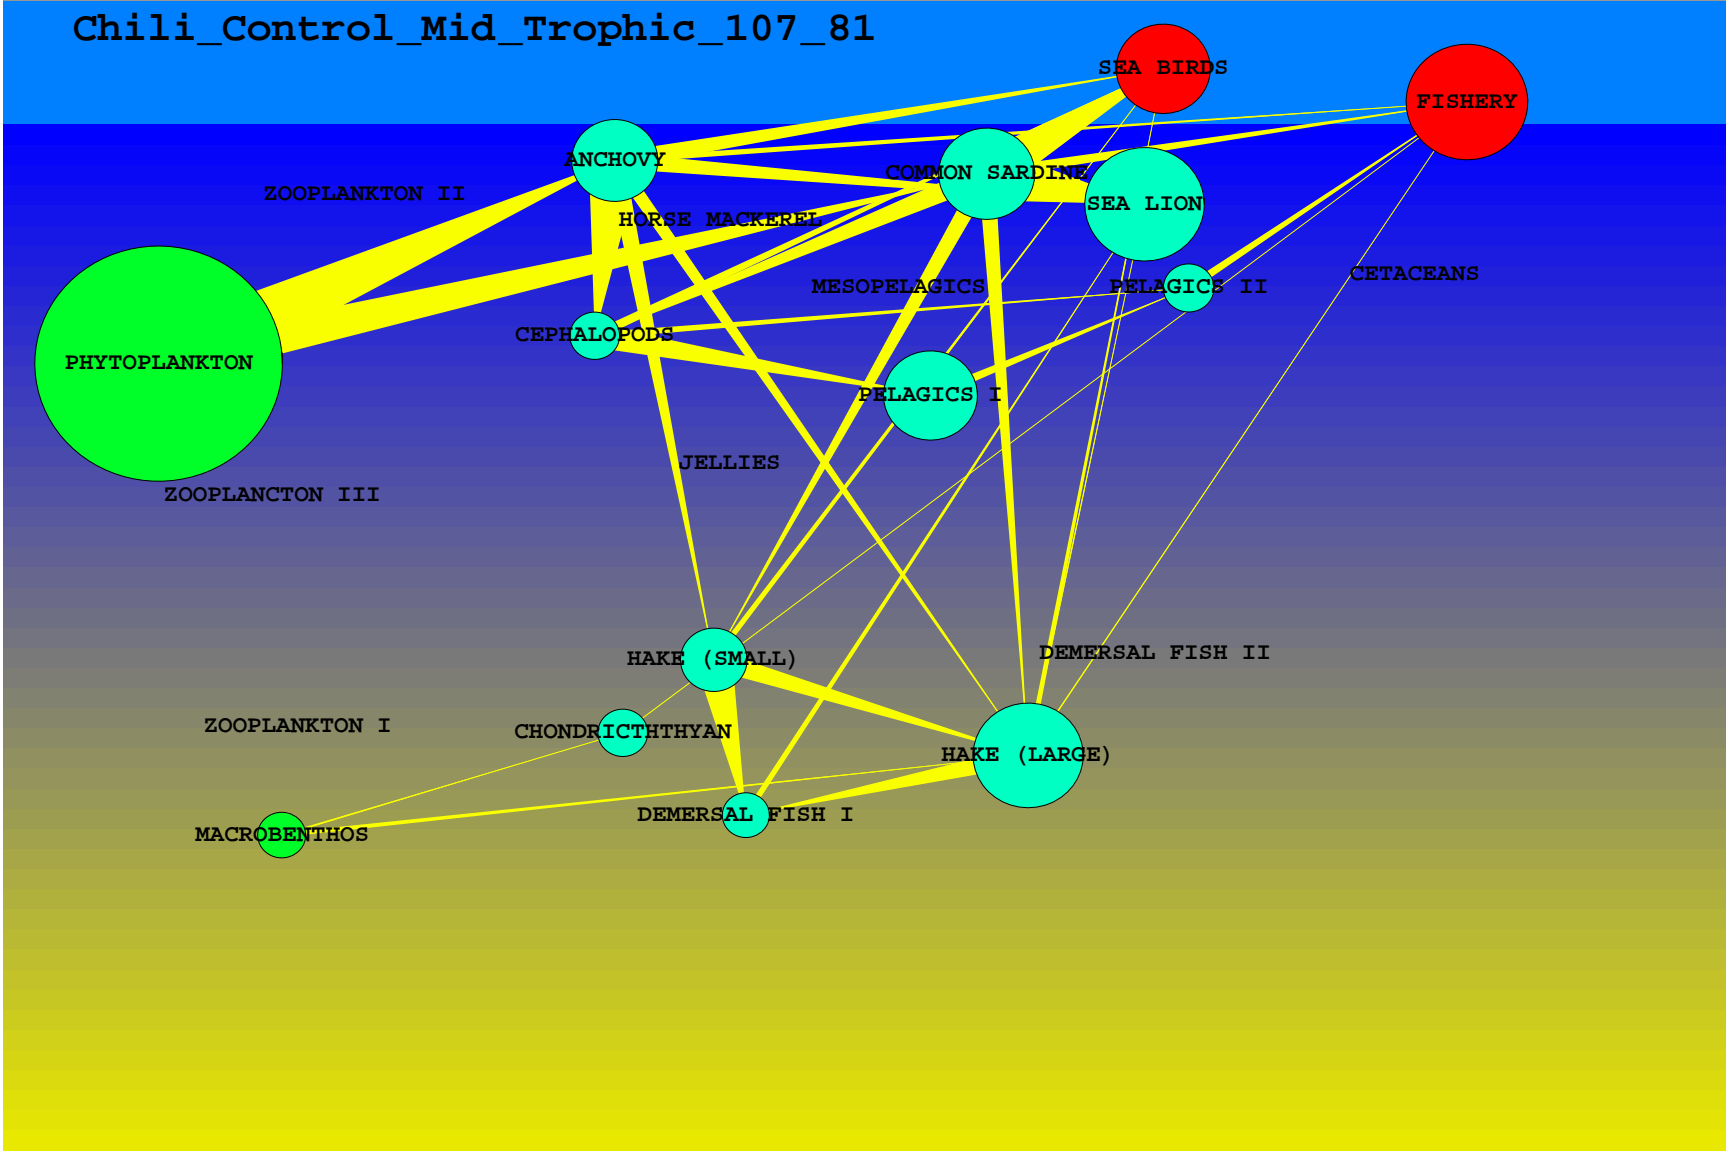 Chili_Control_Mid_Trophic_107_81
SEA BIRDS
FISHERY
ANCHOVY
COMMON SARDINE
ZOOPLANKTON II
SEA LION
HORSE MACKEREL
CETACEANS
MESOPELAGICS
PELAGICS II
CEPHALOPODS
PHYTOPLANKTON
PELAGICS I
JELLIES
ZOOPLANCTON III
DEMERSAL FISH II
HAKE (SMALL)
ZOOPLANKTON I
CHONDRICTHTHYAN
HAKE (LARGE)
DEMERSAL FISH I
MACROBENTHOS